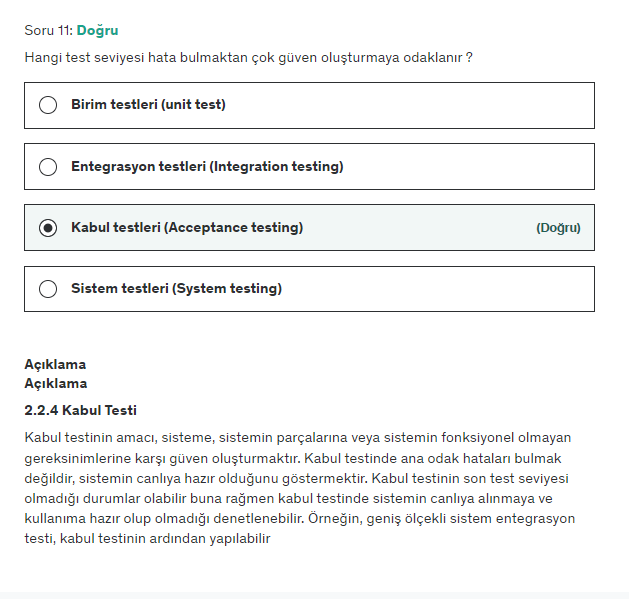 Soru 11: Doğru
Hangi test seviyesi hata bulmaktan çok güven oluşturmaya odaklanır ?
Birim testleri (unit test)
Entegrasyon testleri (Integration testing)
Kabul testleri (Acceptance testing) (Doğru)
Sistem testleri (System testing)
Açıklama
Açıklama
2.2.4 Kabul Testi
Kabul testinin amacı, sisteme, sistemin parçalarına veya sistemin fonksiyonel olmayan
gereksinimlerine karşı güven oluşturmaktır. Kabul testinde ana odak hataları bulmak
değildir, sistemin canlıya hazır olduğunu göstermektir. Kabul testinin son test seviyesi
olmadığı durumlar olabilir buna rağmen kabul testinde sistemin canlıya alınmaya ve
kullanıma hazır olup olmadığı denetlenebilir. Örneğin, geniş ölçekli sistem entegrasyon
testi, kabul testinin ardından yapılabilir